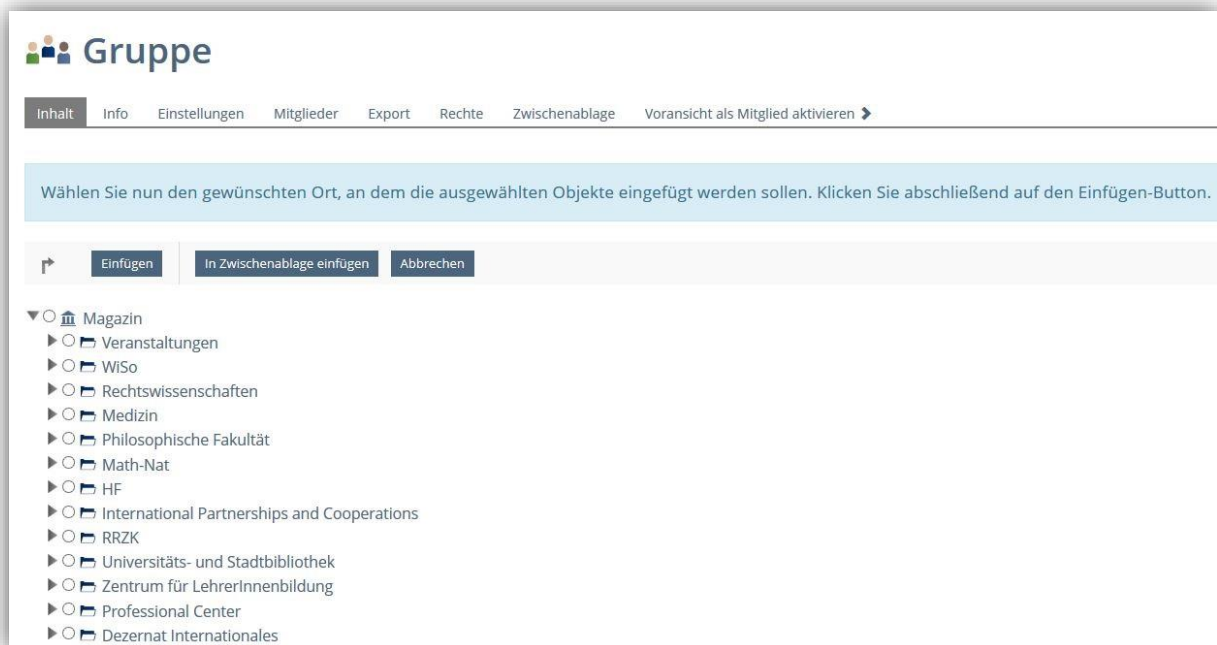 Gruppe
Inhalt Info Einstellungen Mitglieder Export Rechte Zwischenablage Voransicht als Mitglied aktivieren
Wählen Sie nun den gewünschten Ort, an dem die ausgewählten Objekte eingefügt werden sollen. Klicken Sie abschließend auf den Einfügen-Button.
Einfügen In Zwischenablage einfügen Abbrechen
Magazin
Veranstaltungen
WiSo
Rechtswissenschaften
Medizin
Philosophische Fakultät
Math-Nat
HF
International Partnerships and Cooperations
RRZK
Universitäts- und Stadtbibliothek
Zentrum für LehrerInnenbildung
Professional Center
Dezernat Internationales